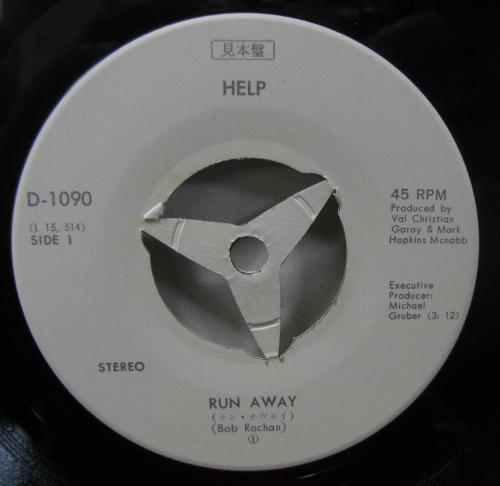 見本盤
HELP
D-1090
(L 15, 514)
SIDE 1
45 RPM
Produced by
Val Christian
Garay & Mark
Hopkins Mcnabb
Executive
Producer:
Michael
Gruber (3: 12)
STEREO
RUN AWAY
(ラン・ナウエイ)
(Bob Rochan)
①